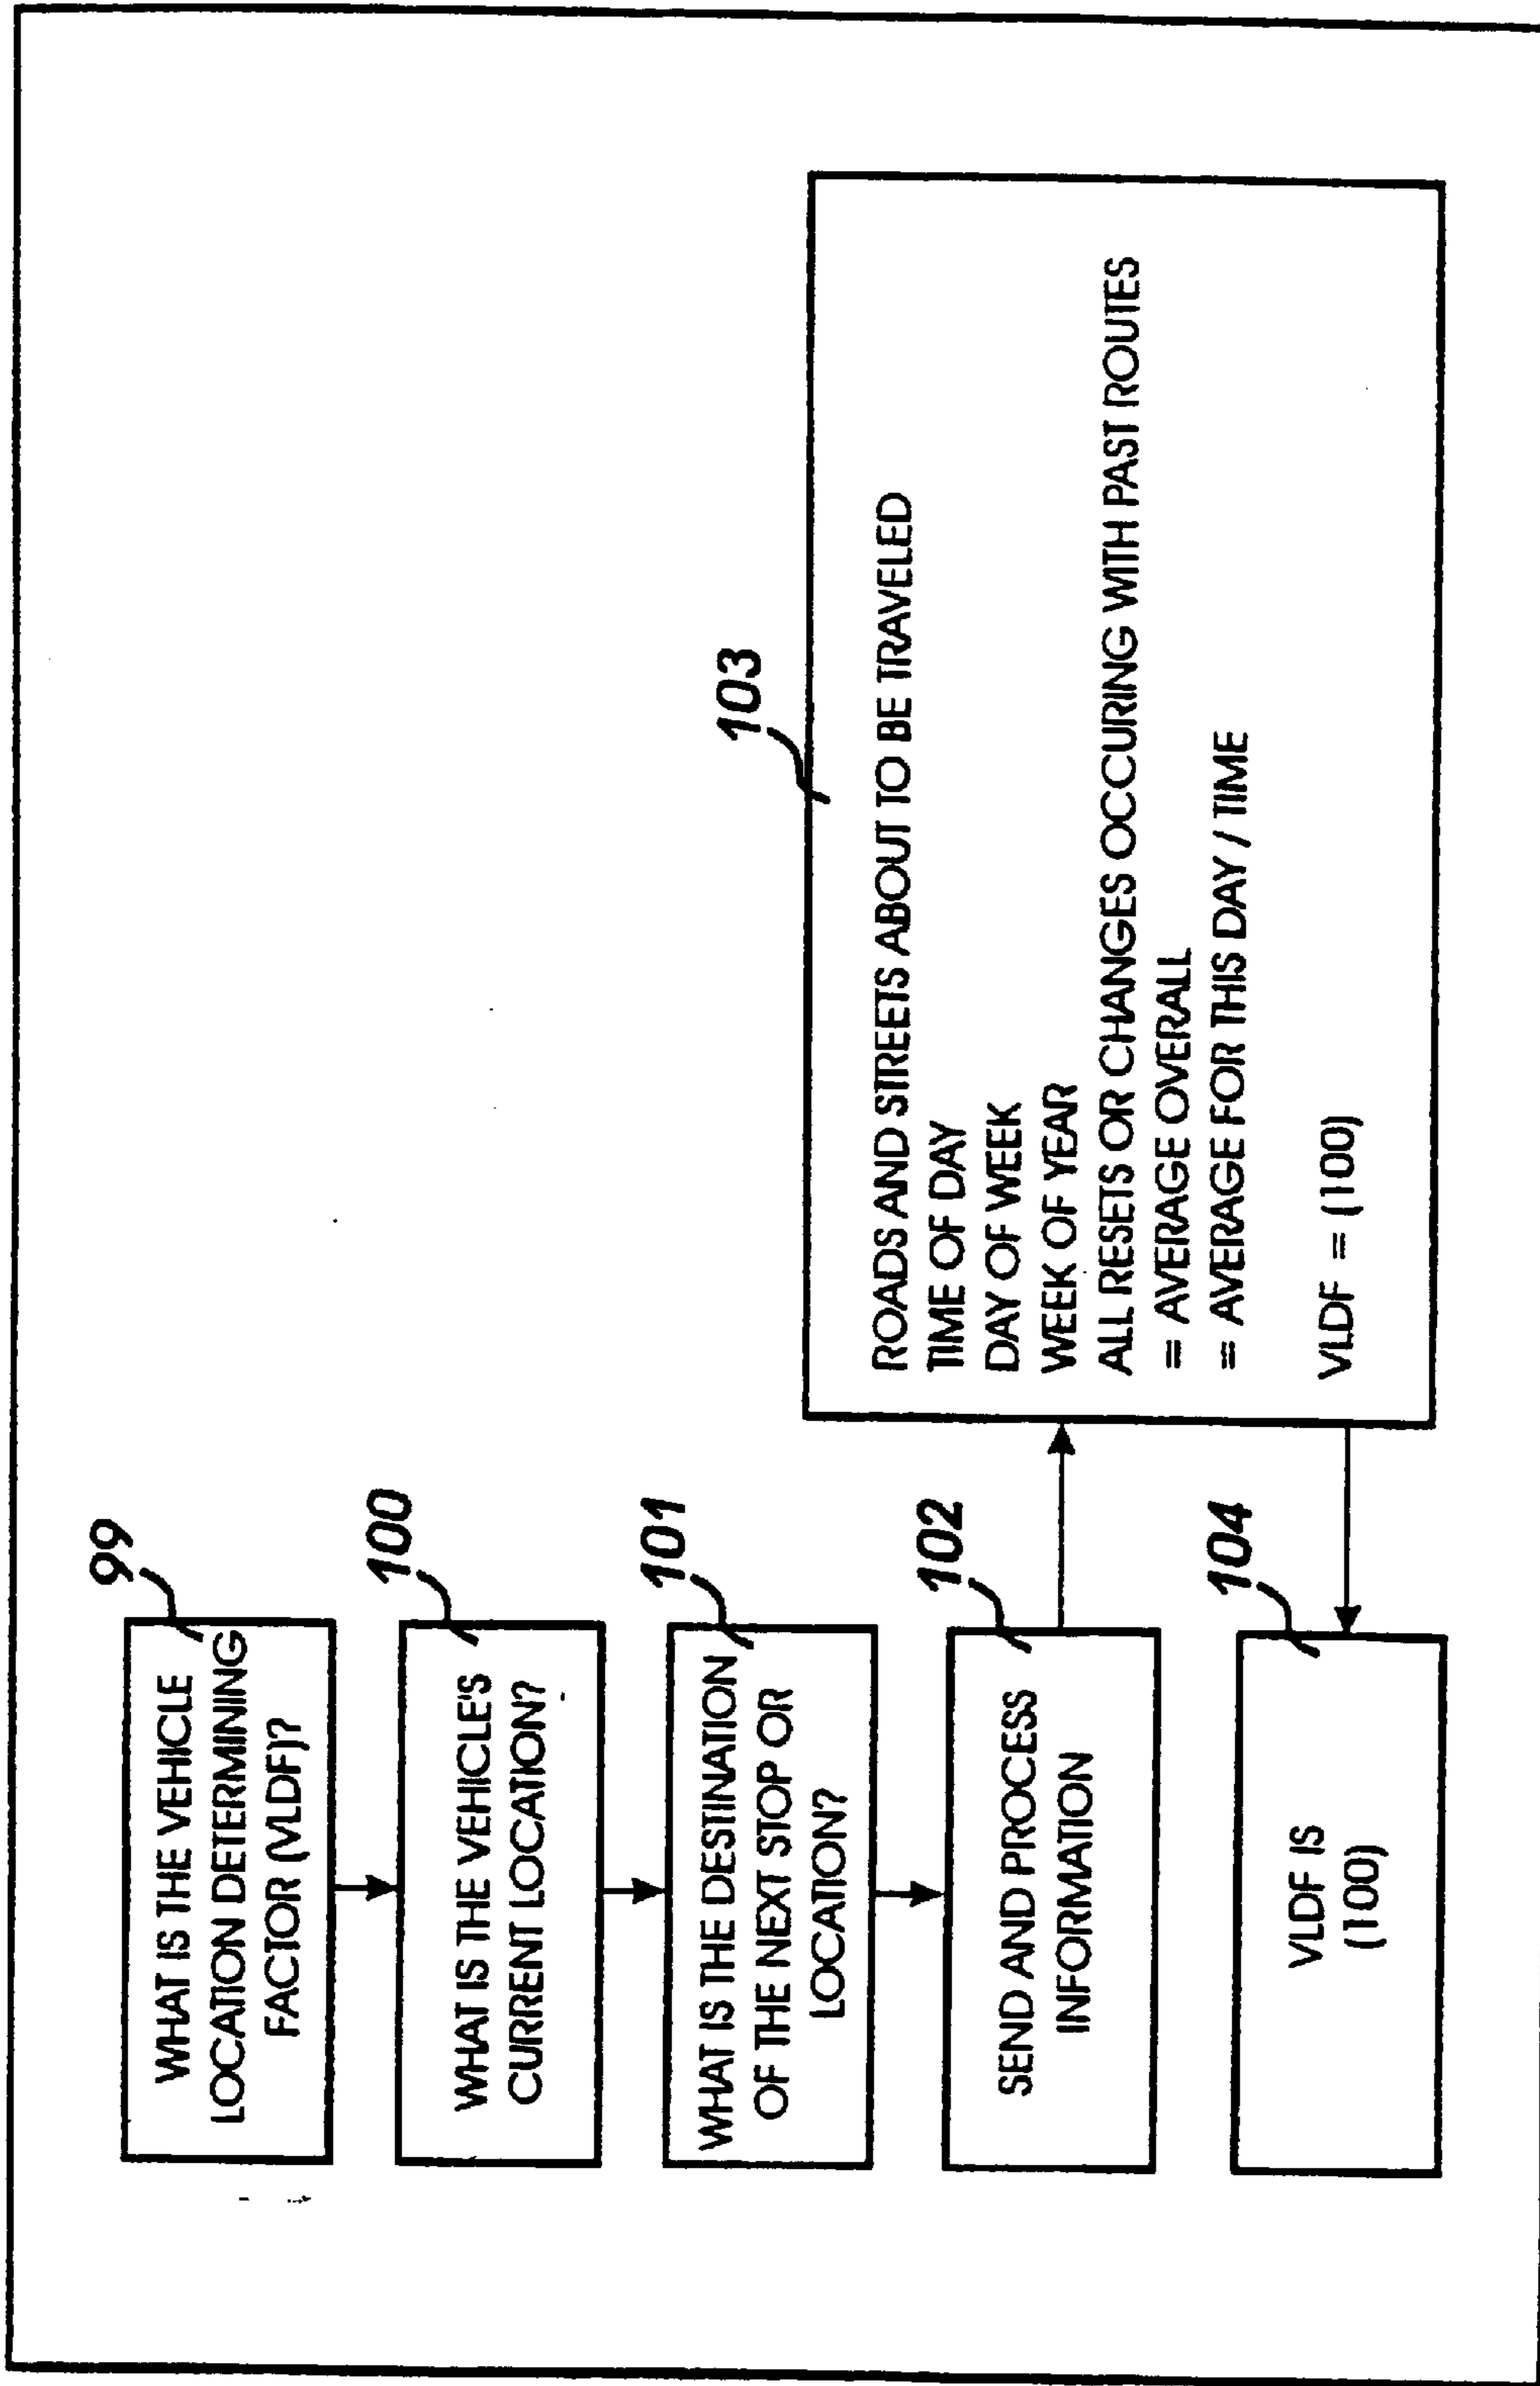 99
WHAT IS THE VEHICLE
LOCATION DETERMINING
FACTOR (VLDF)?
100
WHAT IS THE VEHICLE'S
CURRENT LOCATION?
101
WHAT IS THE DESTINATION
OF THE NEXT STOP OR
LOCATION?
102
SEND AND PROCESS
INFORMATION
103
ROADS AND STREETS ABOUT TO BE TRAVELED
TIME OF DAY
DAY OF WEEK
WEEK OF YEAR
ALL RESETS OR CHANGES OCCURING WITH PAST ROUTES
= AVERAGE OVERALL
= AVERAGE FOR THIS DAY / TIME
VLDF = (100)
104
VLDF IS
(100)